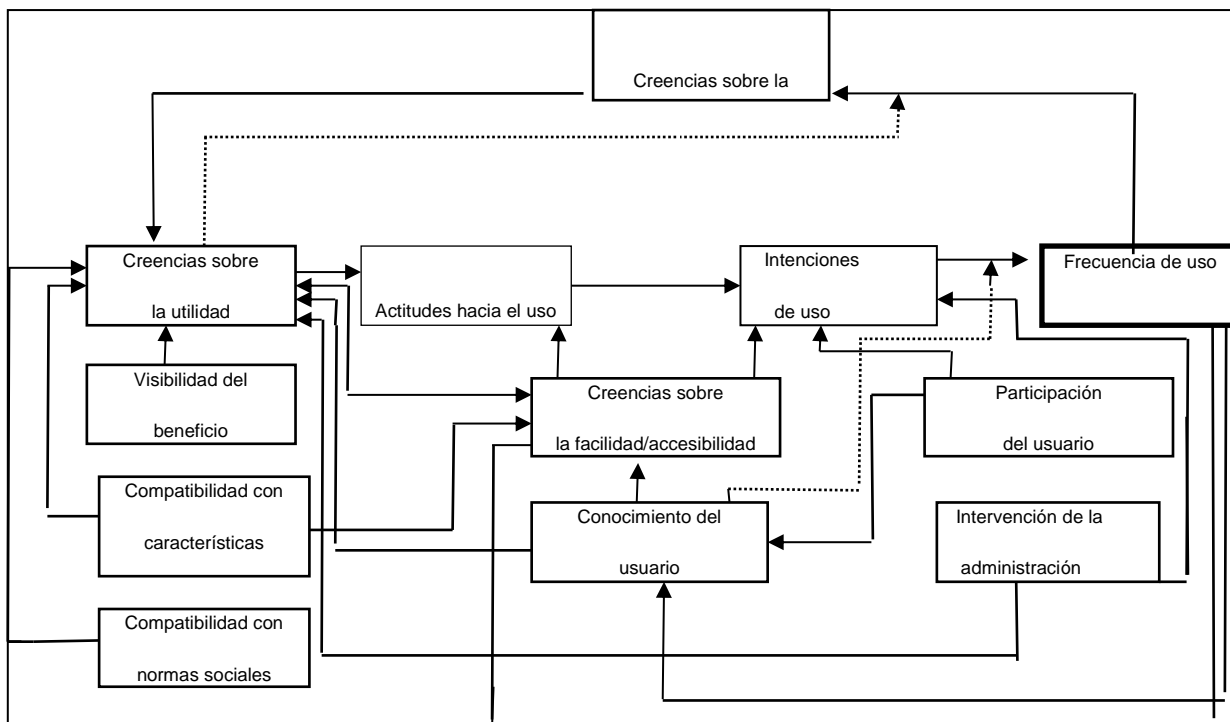 Creencias sobre la
Creencias sobre
la utilidad
Actitudes hacia el uso
Intenciones
de uso
Frecuencia de uso
Visibilidad del
beneficio
Creencias sobre
la facilidad/accesibilidad
Participación
del usuario
Compatibilidad con
características
Conocimiento del
usuario
Intervención de la
administración
Compatibilidad con
normas sociales